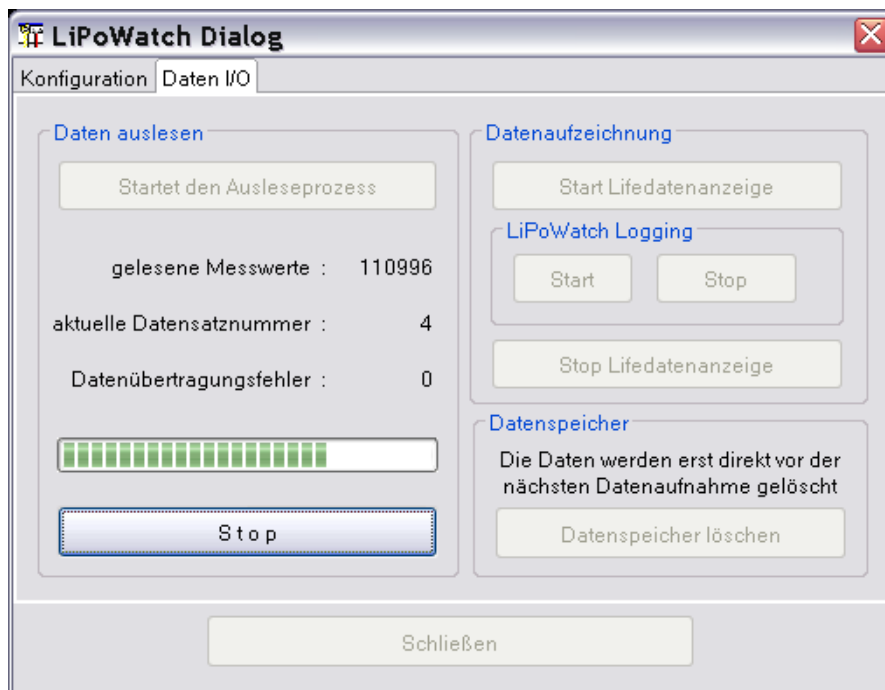 LiPoWatch Dialog
Konfiguration
Daten I/O
Daten auslesen
Startet den Ausleseprozess
gelesene Messwerte : 110996
aktuelle Datensatznummer : 4
Datenübertragungsfehler : 0
Stop
Datenaufzeichnung
Start Lifedatenanzeige
LiPoWatch Logging
Start
Stop
Stop Lifedatenanzeige
Datenspeicher
Die Daten werden erst direkt vor der
nächsten Datenaufnahme gelöscht
Datenspeicher löschen
Schließen